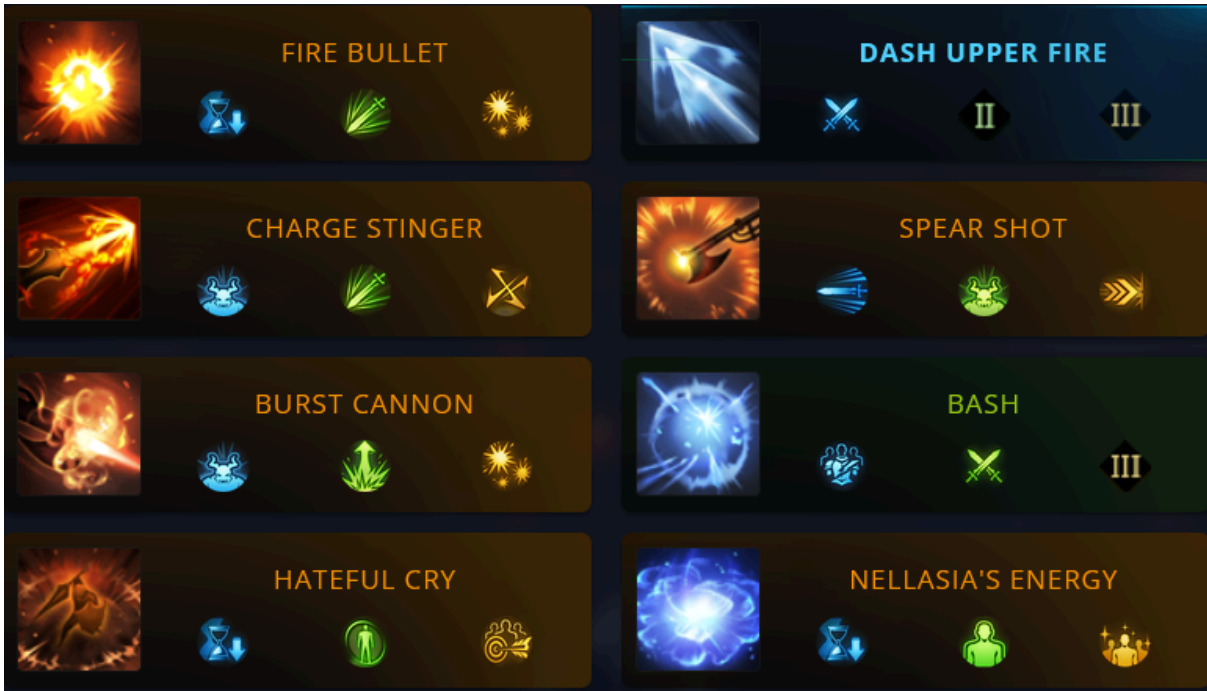 FIRE BULLET
DASH UPPER FIRE
II
III
CHARGE STINGER
SPEAR SHOT
BURST CANNON
BASH
III
HATEFUL CRY
NELLASIA'S ENERGY